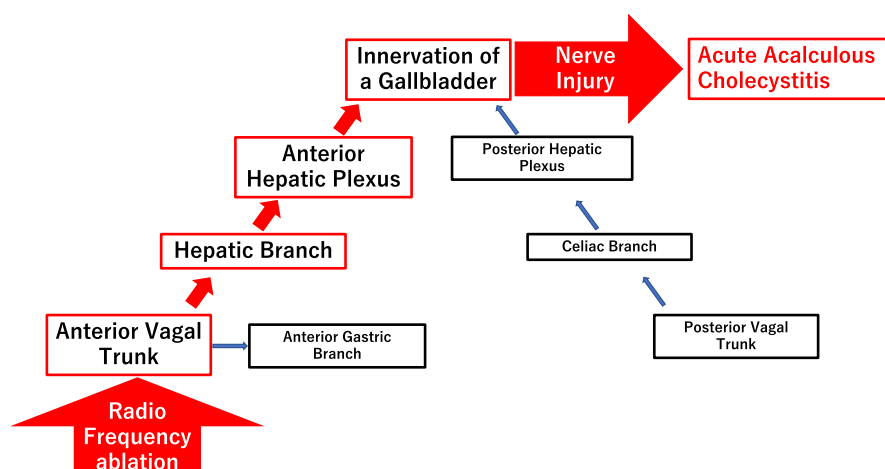 Innervation of
a Gallbladder
Nerve
Injury
Acute Acalculous
Cholecystitis
Anterior
Hepatic Plexus
Posterior Hepatic
Plexus
Hepatic Branch
Celiac Branch
Anterior Vagal
Trunk
Anterior Gastric
Branch
Posterior Vagal
Trunk
Radio
Frequency
ablation